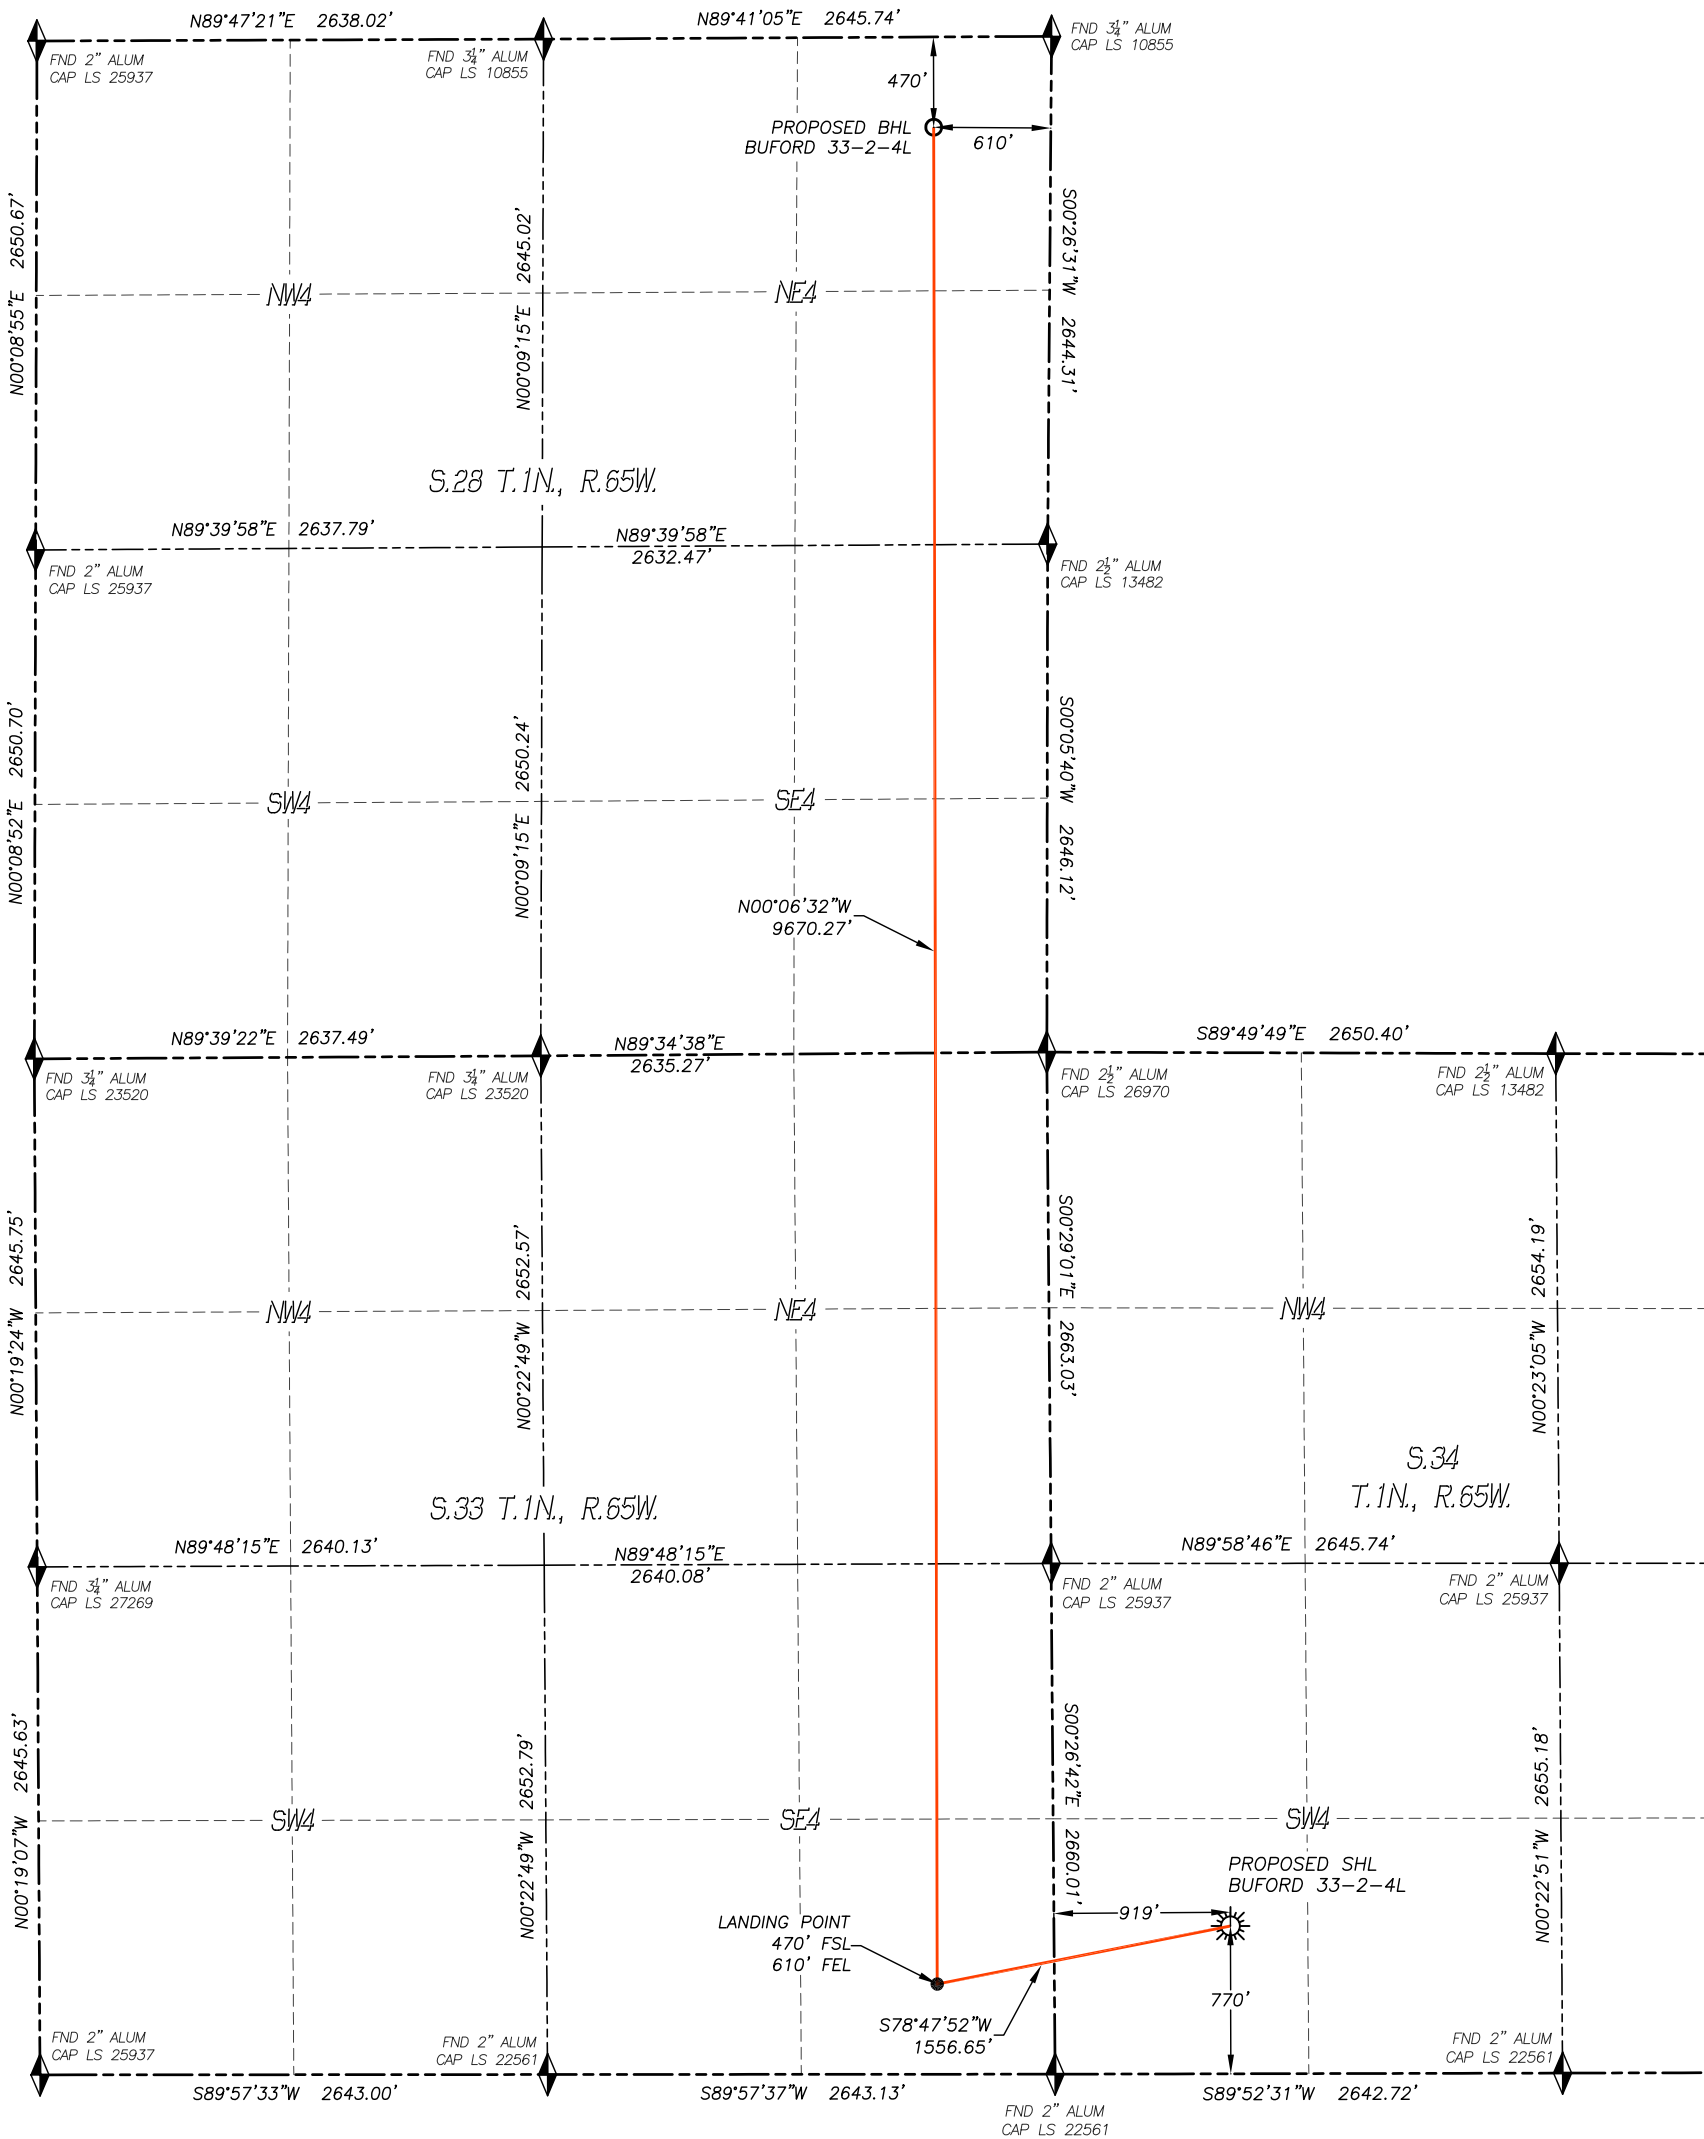 N89°47'21"E 2638.02'
N89°41'05"E 2645.74'
FND 2" ALUM
CAP LS 25937
FND 3¼" ALUM
CAP LS 10855
FND 3¼" ALUM
CAP LS 10855
470'
PROPOSED BHL
BUFORD 33-2-4L
610'
N00°08'55"E 2650.67'
N00°09'15"E 2645.02'
S00°26'31"W 2644.31'
NW4
NE4
S.28 T.1N., R.65W.
N89°39'58"E 2637.79'
N89°39'58"E
2632.47'
FND 2" ALUM
CAP LS 25937
FND 2½" ALUM
CAP LS 13482
N00°08'52"E 2650.70'
N00°09'15"E 2650.24'
S00°05'40"W 2646.12'
SW4
SE4
N00°06'32"W
9670.27'
N89°39'22"E 2637.49'
N89°34'38"E
2635.27'
S89°49'49"E 2650.40'
FND 3¼" ALUM
CAP LS 23520
FND 3¼" ALUM
CAP LS 23520
FND 2½" ALUM
CAP LS 26970
FND 2½" ALUM
CAP LS 13482
N00°19'24"W 2645.75'
N00°22'49"W 2652.57'
S00°29'01"E 2663.03'
N00°23'05"W 2654.19'
NW4
NE4
NW4
S.34
T.1N., R.65W.
S.33 T.1N., R.65W.
N89°48'15"E 2640.13'
N89°48'15"E
2640.08'
N89°58'46"E 2645.74'
FND 3¼" ALUM
CAP LS 27269
FND 2" ALUM
CAP LS 25937
FND 2" ALUM
CAP LS 25937
N00°19'07"W 2645.63'
N00°22'49"W 2652.79'
S00°26'42"E 2660.01'
N00°22'51"W 2655.18'
SW4
SE4
SW4
PROPOSED SHL
BUFORD 33-2-4L
919'
LANDING POINT
470' FSL
610' FEL
770'
S78°47'52"W
1556.65'
FND 2" ALUM
CAP LS 25937
FND 2" ALUM
CAP LS 22561
FND 2" ALUM
CAP LS 22561
S89°57'33"W 2643.00'
S89°57'37"W 2643.13'
S89°52'31"W 2642.72'
FND 2" ALUM
CAP LS 22561